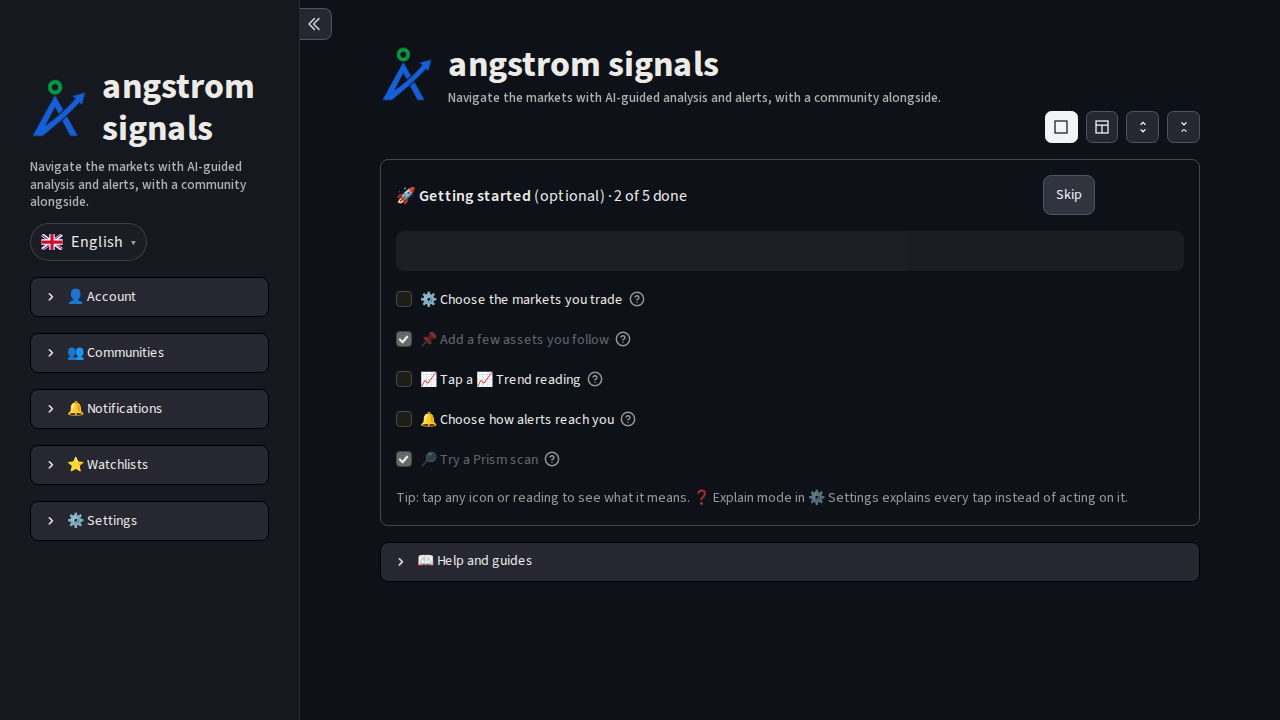 angstrom
signals
Navigate the markets with AI-guided
analysis and alerts, with a community
alongside.
English
Account
Communities
Notifications
Watchlists
Settings
angstrom signals
Navigate the markets with AI-guided analysis and alerts, with a community alongside.
🚀 Getting started (optional) · 2 of 5 done
Skip
⚙️ Choose the markets you trade
📌 Add a few assets you follow
📈 Tap a 📈 Trend reading
🔔 Choose how alerts reach you
🔎 Try a Prism scan
Tip: tap any icon or reading to see what it means. ❓ Explain mode in ⚙️ Settings explains every tap instead of acting on it.
📖 Help and guides